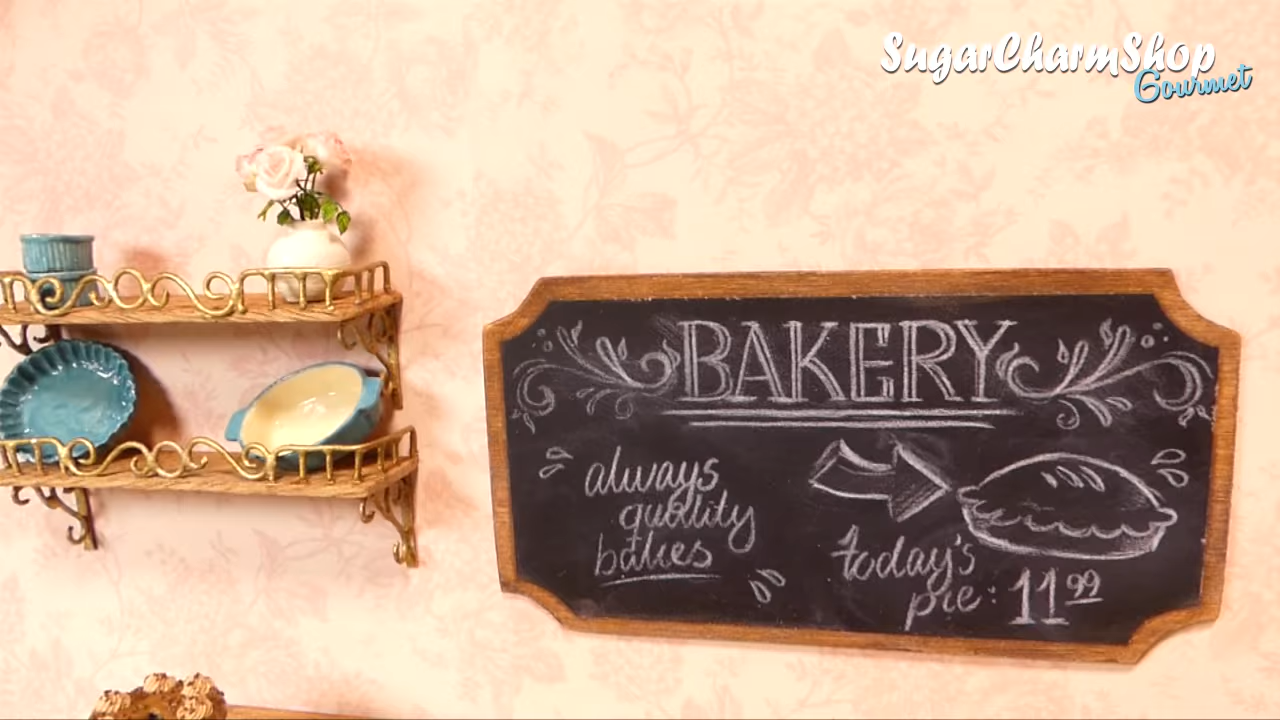 SugarCharmShop
Gourmet
BAKERY
always
quality
bakes
today's
pie: 11.99